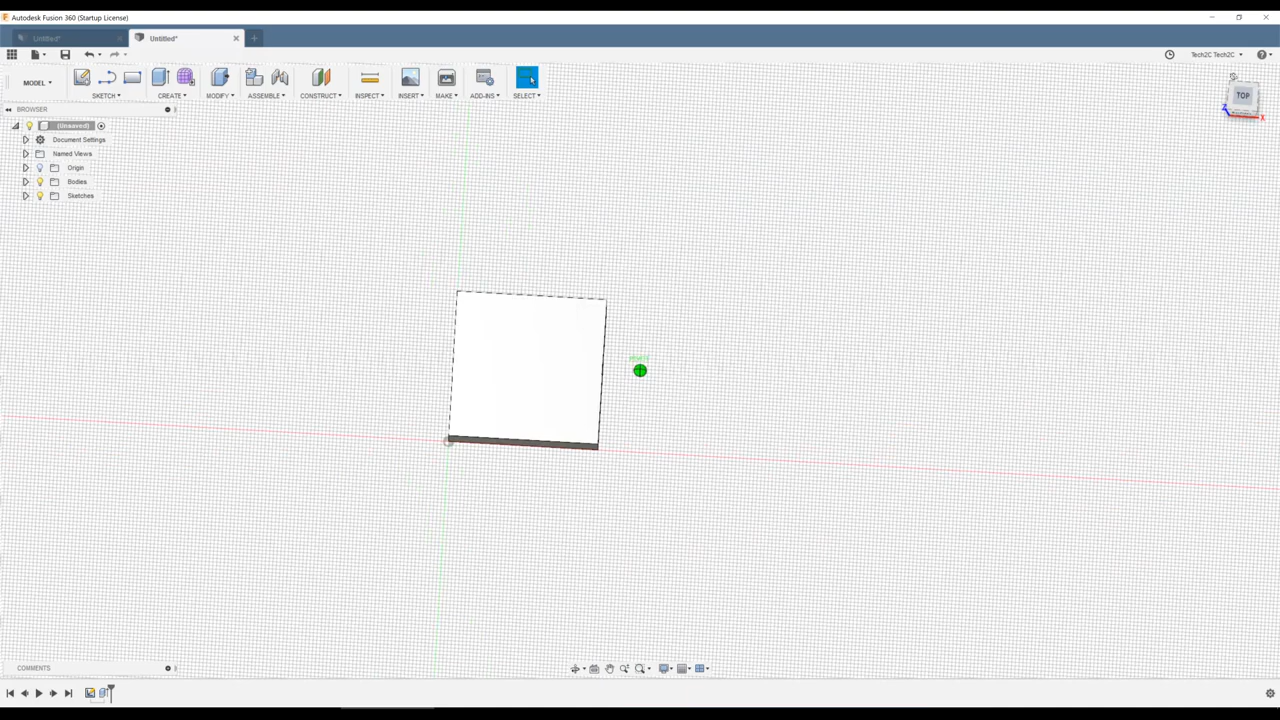 Autodesk Fusion 360 (Startup License)
Untitled*
Untitled*
Tech2C Tech2C
MODEL
SKETCH
CREATE
MODIFY
ASSEMBLE
CONSTRUCT
INSPECT
INSERT
MAKE
ADD-INS
SELECT
BROWSER
TOP
Z
X
(Unsaved)
Document Settings
Named Views
Origin
Bodies
Sketches
COMMENTS